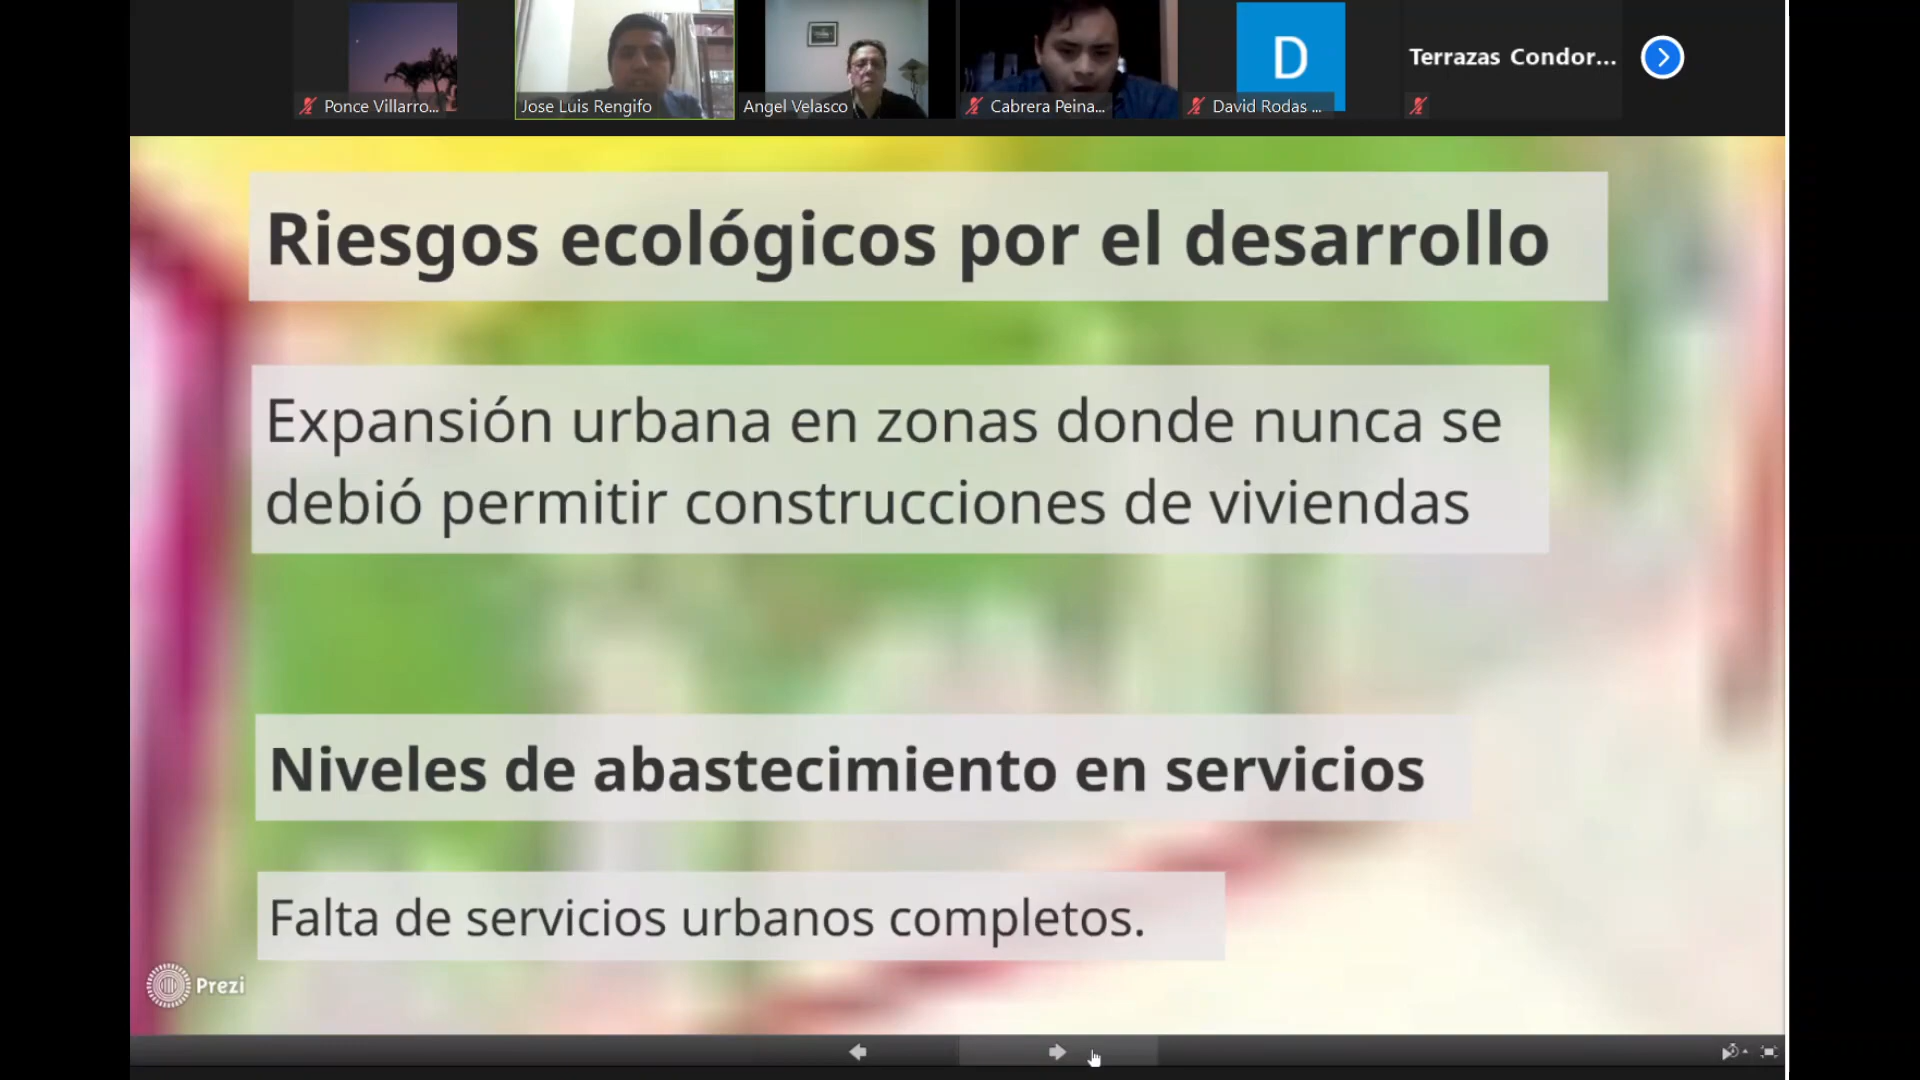 Ponce Villarro...
Jose Luis Rengifo
Angel Velasco
Cabrera Peina...
David Rodas ...
D
Terrazas Condor...
Riesgos ecológicos por el desarrollo
Expansión urbana en zonas donde nunca se
debió permitir construcciones de viviendas
Niveles de abastecimiento en servicios
Falta de servicios urbanos completos.
Prezi